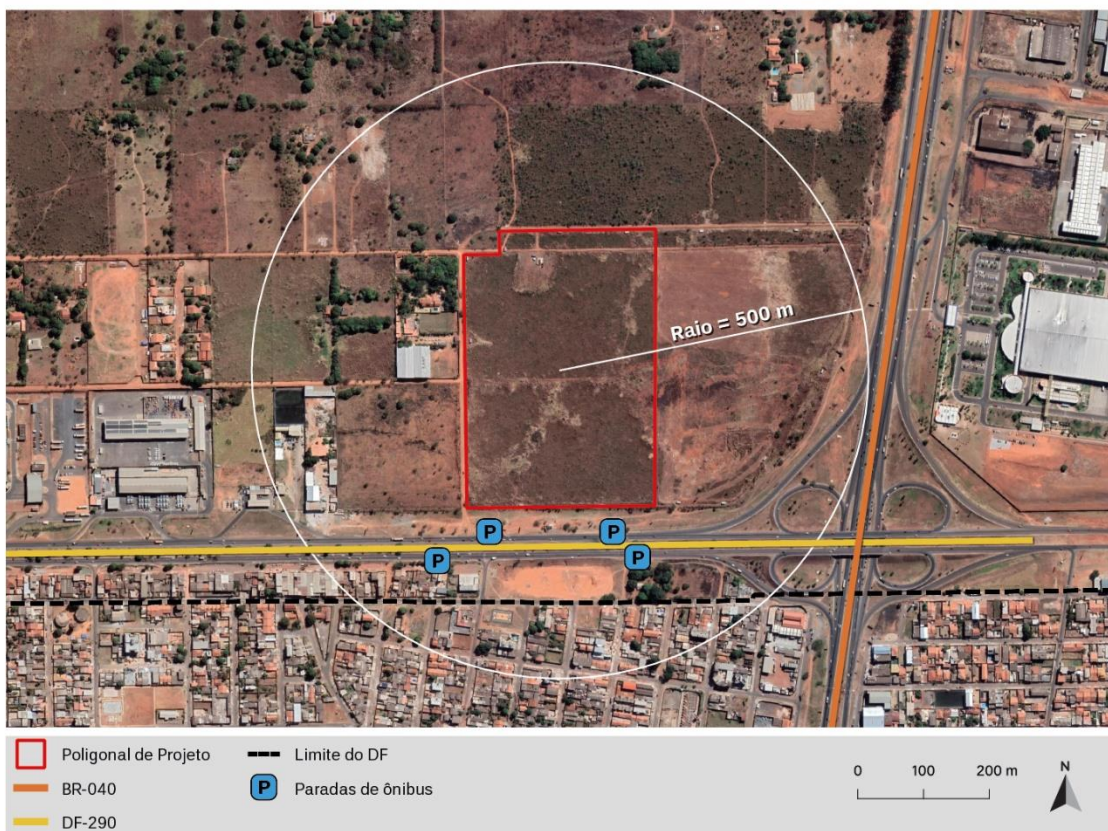 Raio = 500 m
P
P
P
P
Poligonal de Projeto
Limite do DF
BR-040
P Paradas de ônibus
DF-290
0 100 200 m
N